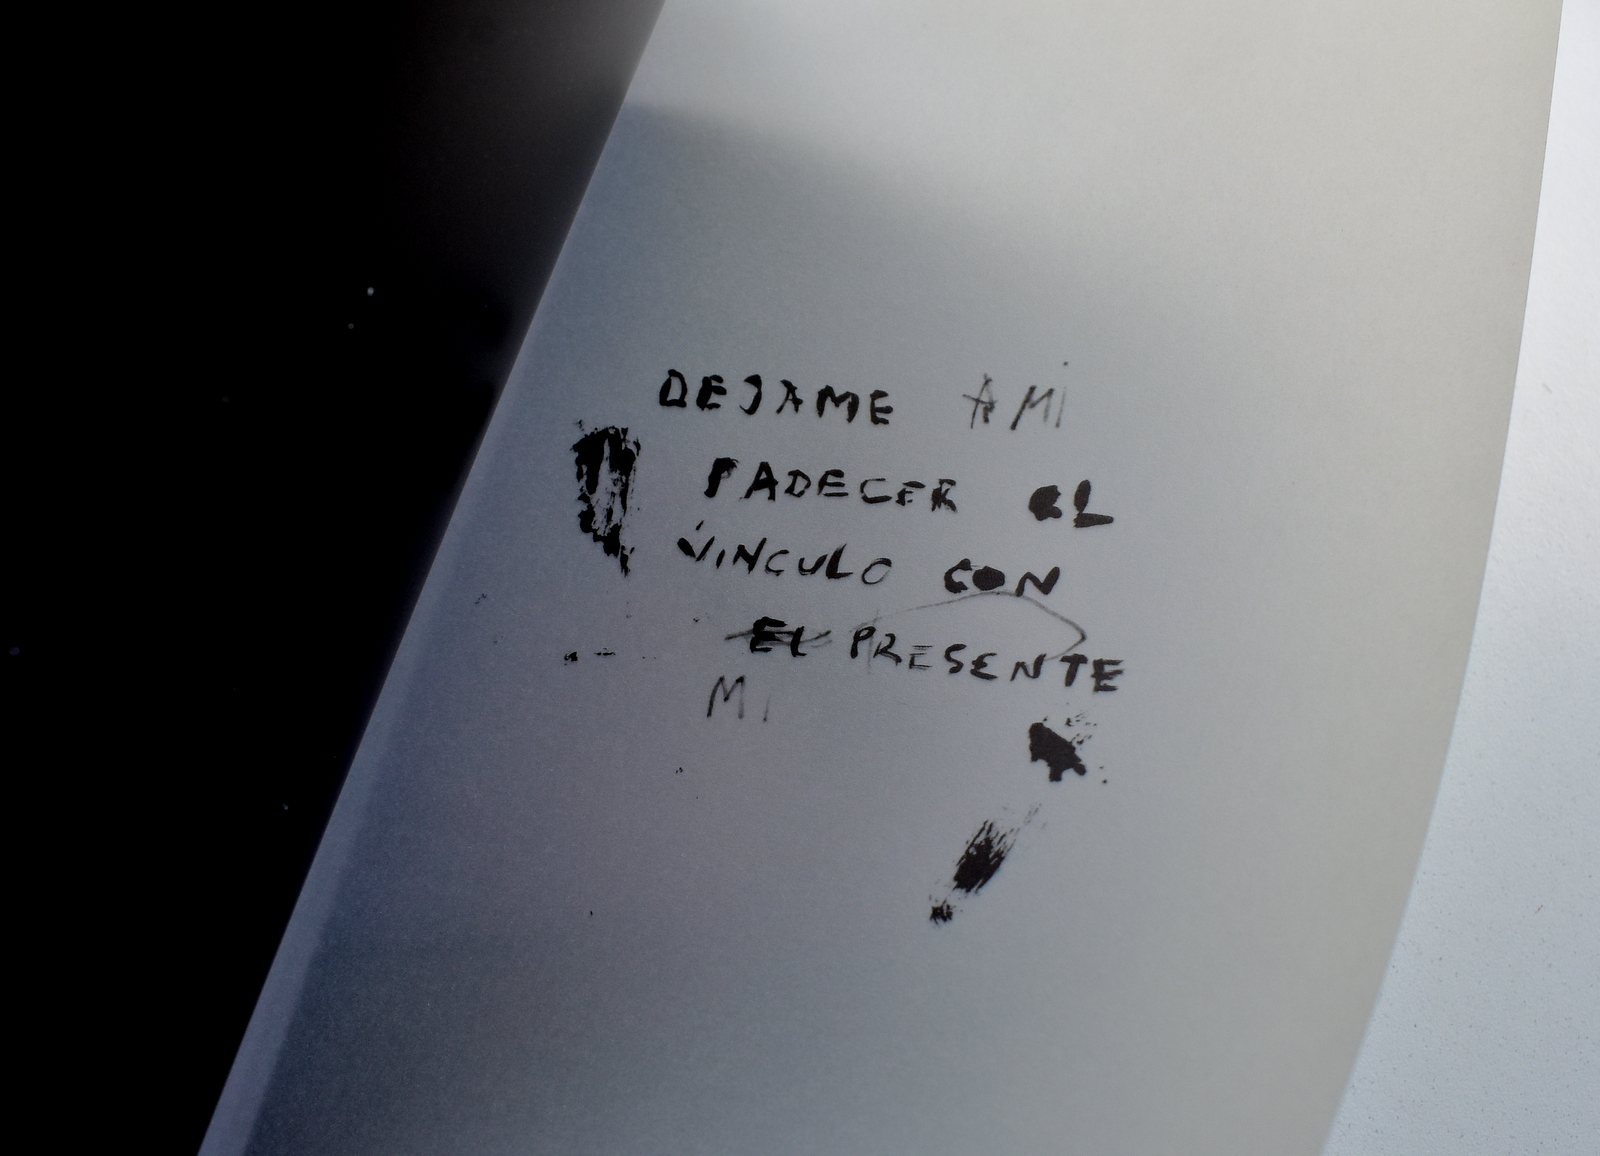 DEJAME A MI
PADECER EL
VINCULO CON
EL PRESENTE
MI